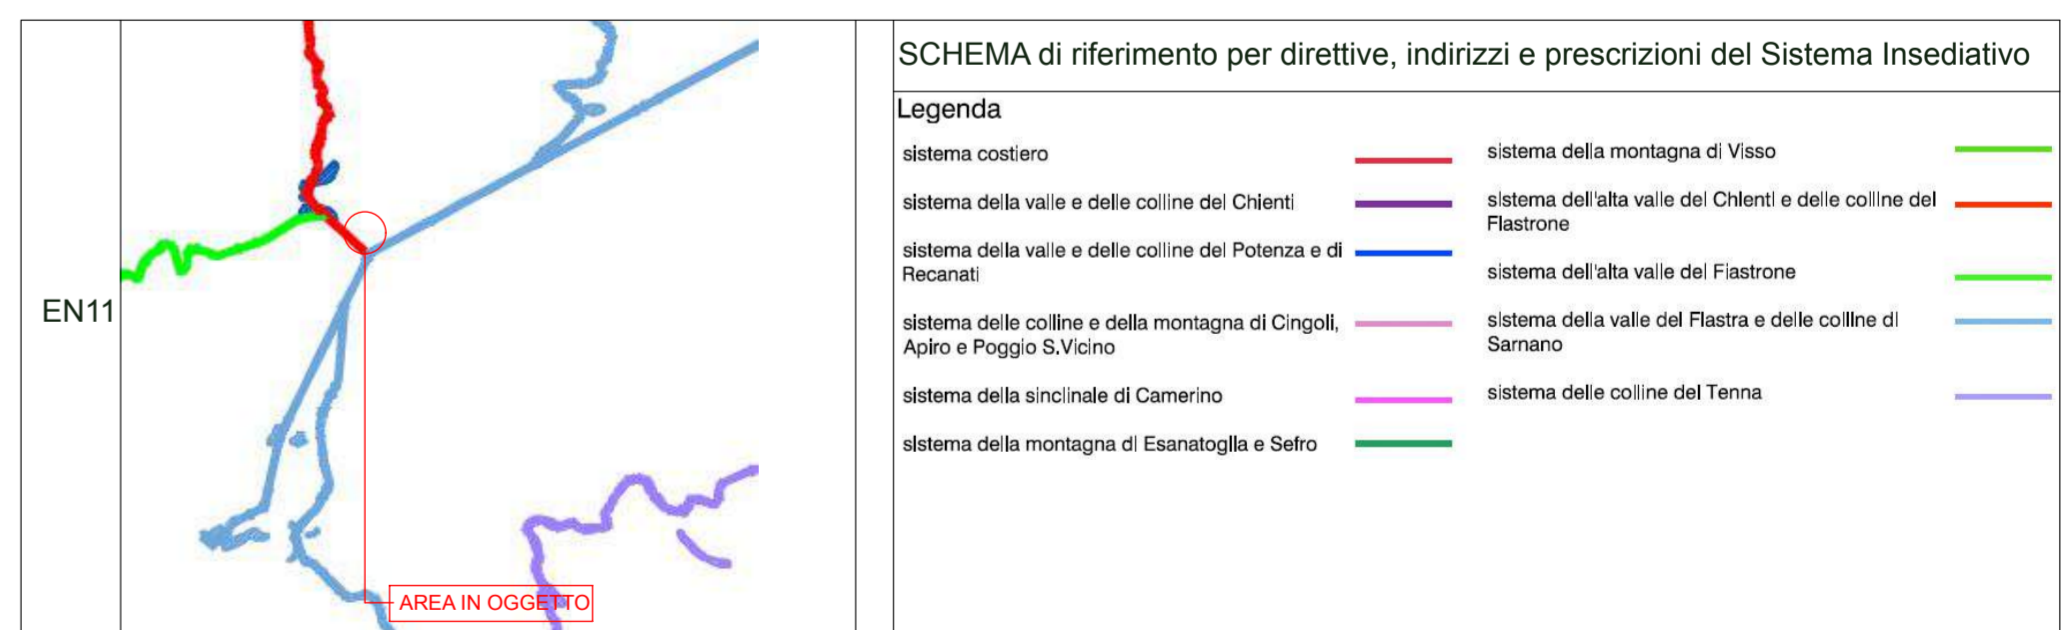 EN11
AREA IN OGGETTO
SCHEMA di riferimento per direttive, indirizzi e prescrizioni del Sistema Insediativo
Legenda
sistema costiero
sistema della valle e delle colline del Chienti
sistema della valle e delle colline del Potenza e di
Recanati
sistema delle colline e della montagna di Cingoli,
Apiro e Poggio S.Vicino
sistema della sinclinale di Camerino
sistema della montagna di Esanatoglia e Sefro
sistema della montagna di Visso
sistema dell'alta valle del Chienti e delle colline del
Fiastrone
sistema dell'alta valle del Fiastrone
sistema della valle del Fiastra e delle colline di
Sarnano
sistema delle colline del Tenna